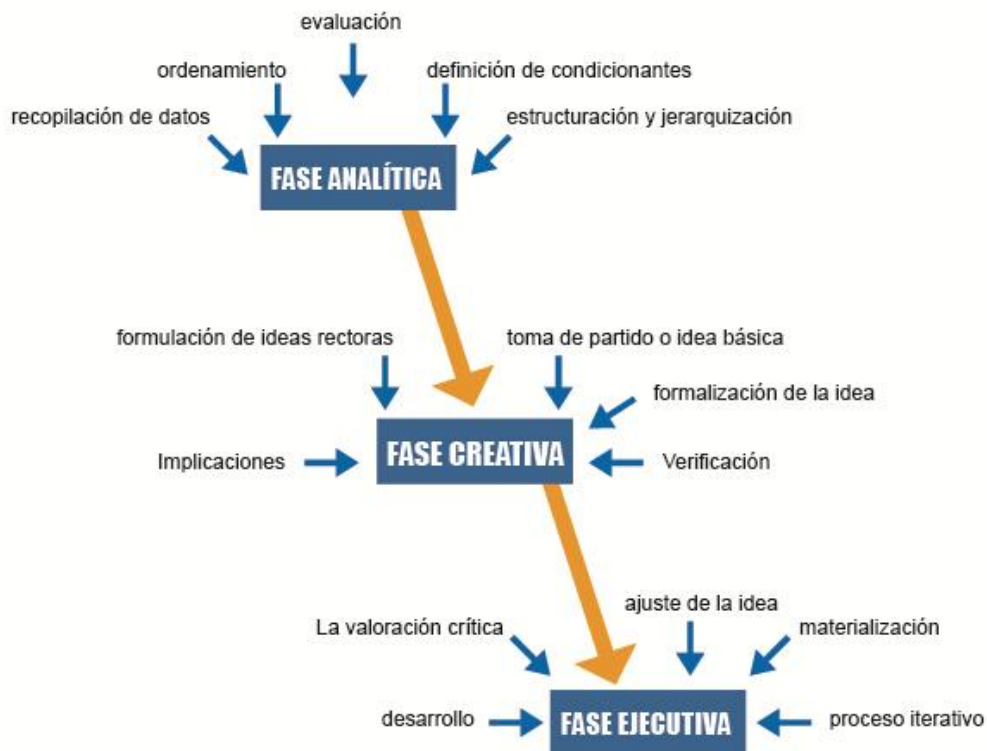 evaluación
ordenamiento
definición de condicionantes
recopilación de datos
estructuración y jerarquización
FASE ANALÍTICA
formulación de ideas rectoras
toma de partido o idea básica
formalización de la idea
FASE CREATIVA
Implicaciones
Verificación
ajuste de la idea
La valoración crítica
materialización
desarrollo
FASE EJECUTIVA
proceso iterativo